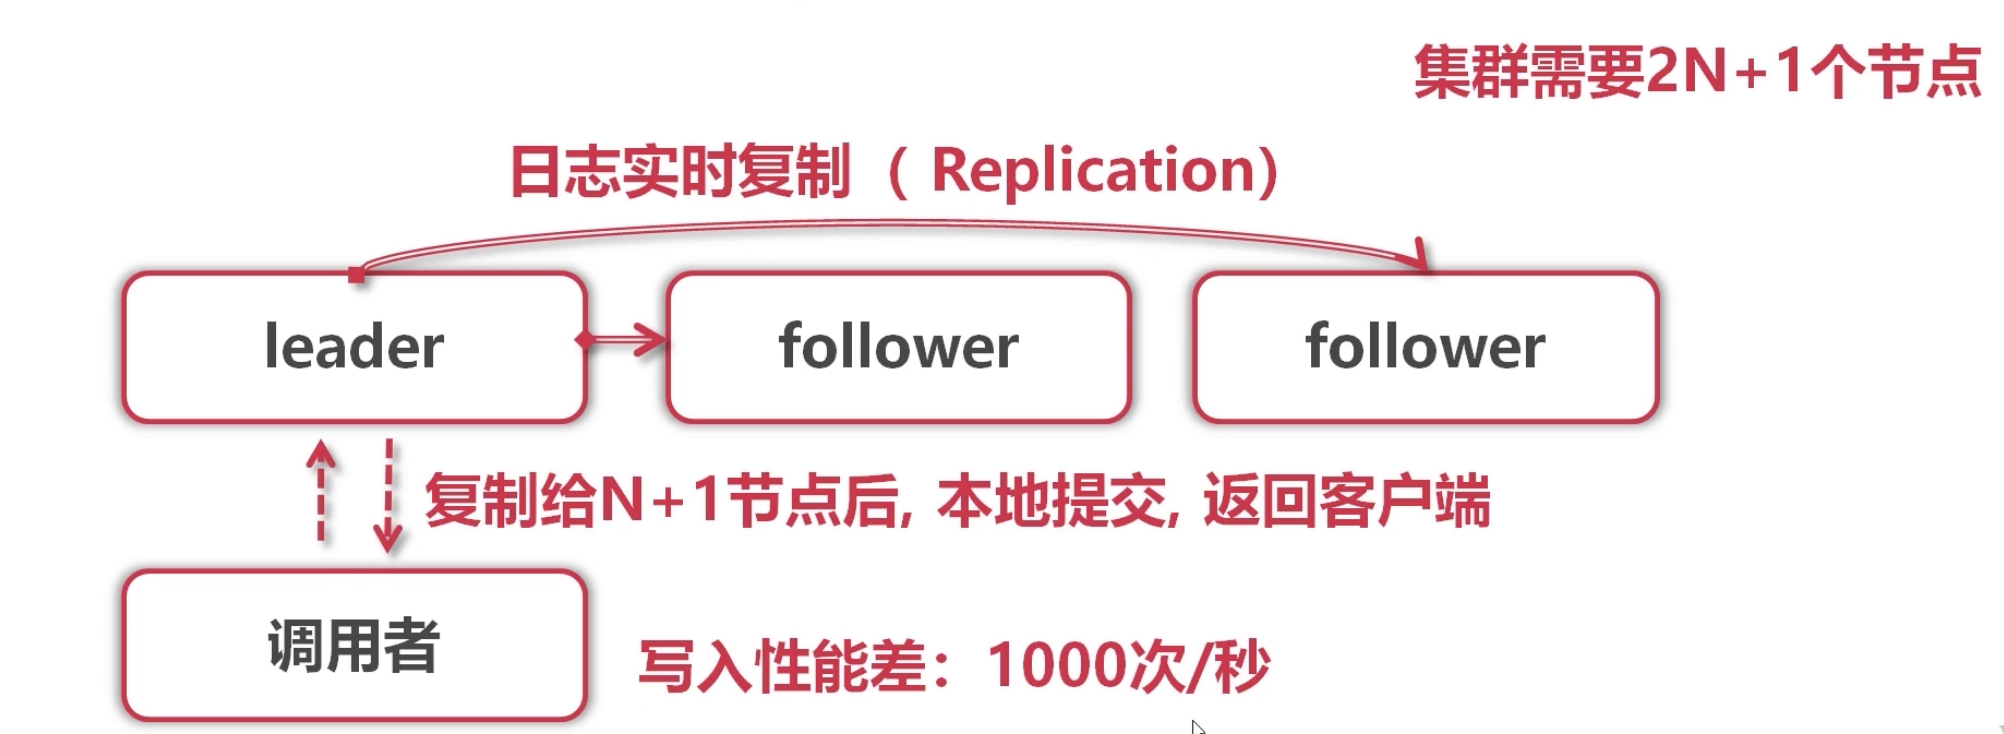 集群需要2N+1个节点
日志实时复制（ Replication）
leader
follower
follower
复制给N+1节点后, 本地提交, 返回客户端
调用者
写入性能差：1000次/秒